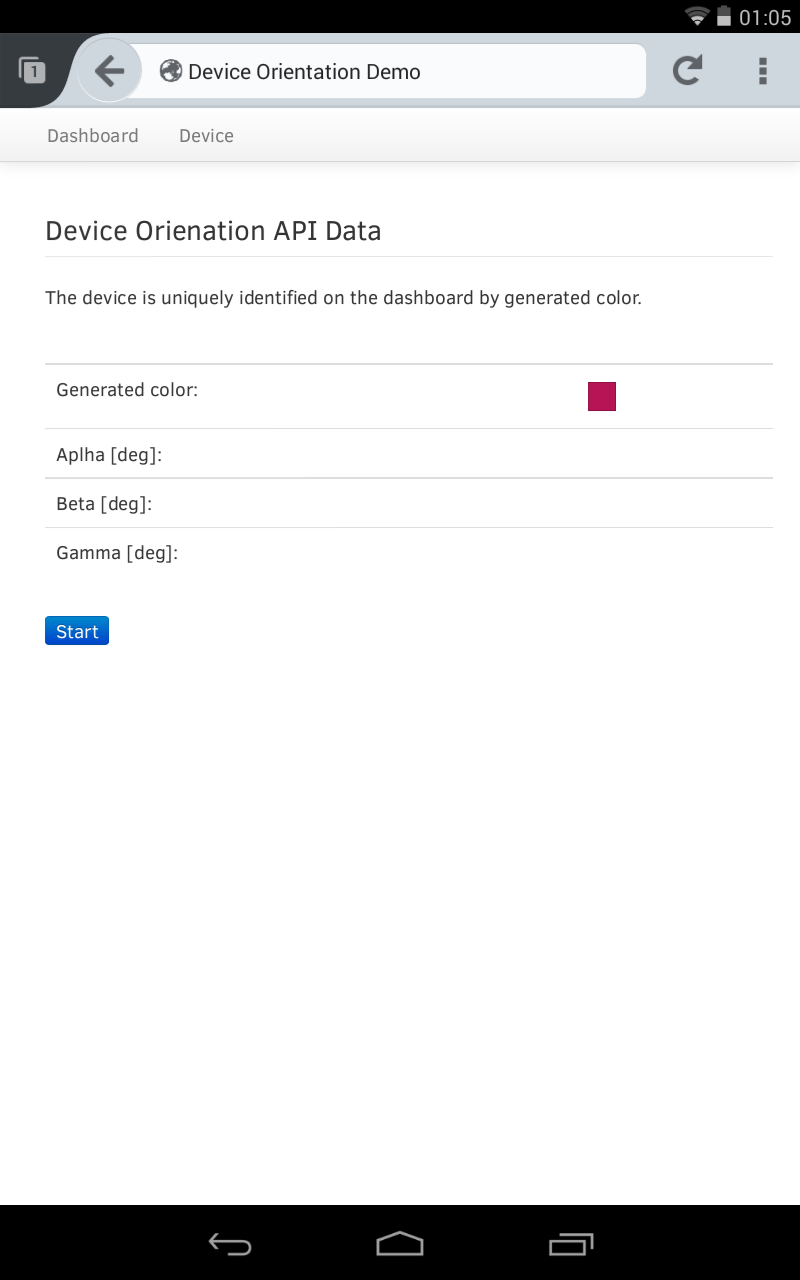 01:05
1
Device Orientation Demo
Dashboard Device
Device Orienation API Data
The device is uniquely identified on the dashboard by generated color.
Generated color:
Aplha [deg]:
Beta [deg]:
Gamma [deg]:
Start